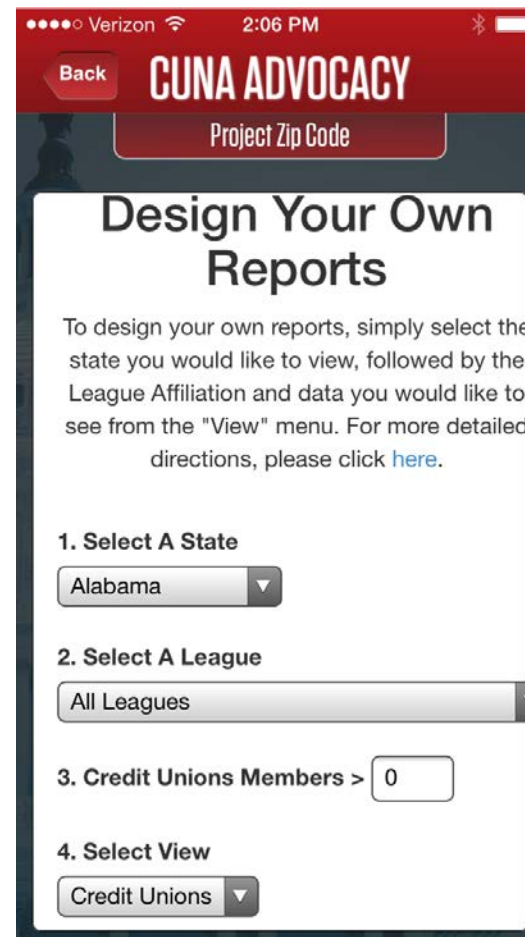 Verizon 2:06 PM
Back CUNA ADVOCACY
Project Zip Code
Design Your Own
Reports
To design your own reports, simply select the
state you would like to view, followed by the
League Affiliation and data you would like to
see from the "View" menu. For more detailed
directions, please click here.
1. Select A State
Alabama
2. Select A League
All Leagues
3. Credit Unions Members > 0
4. Select View
Credit Unions